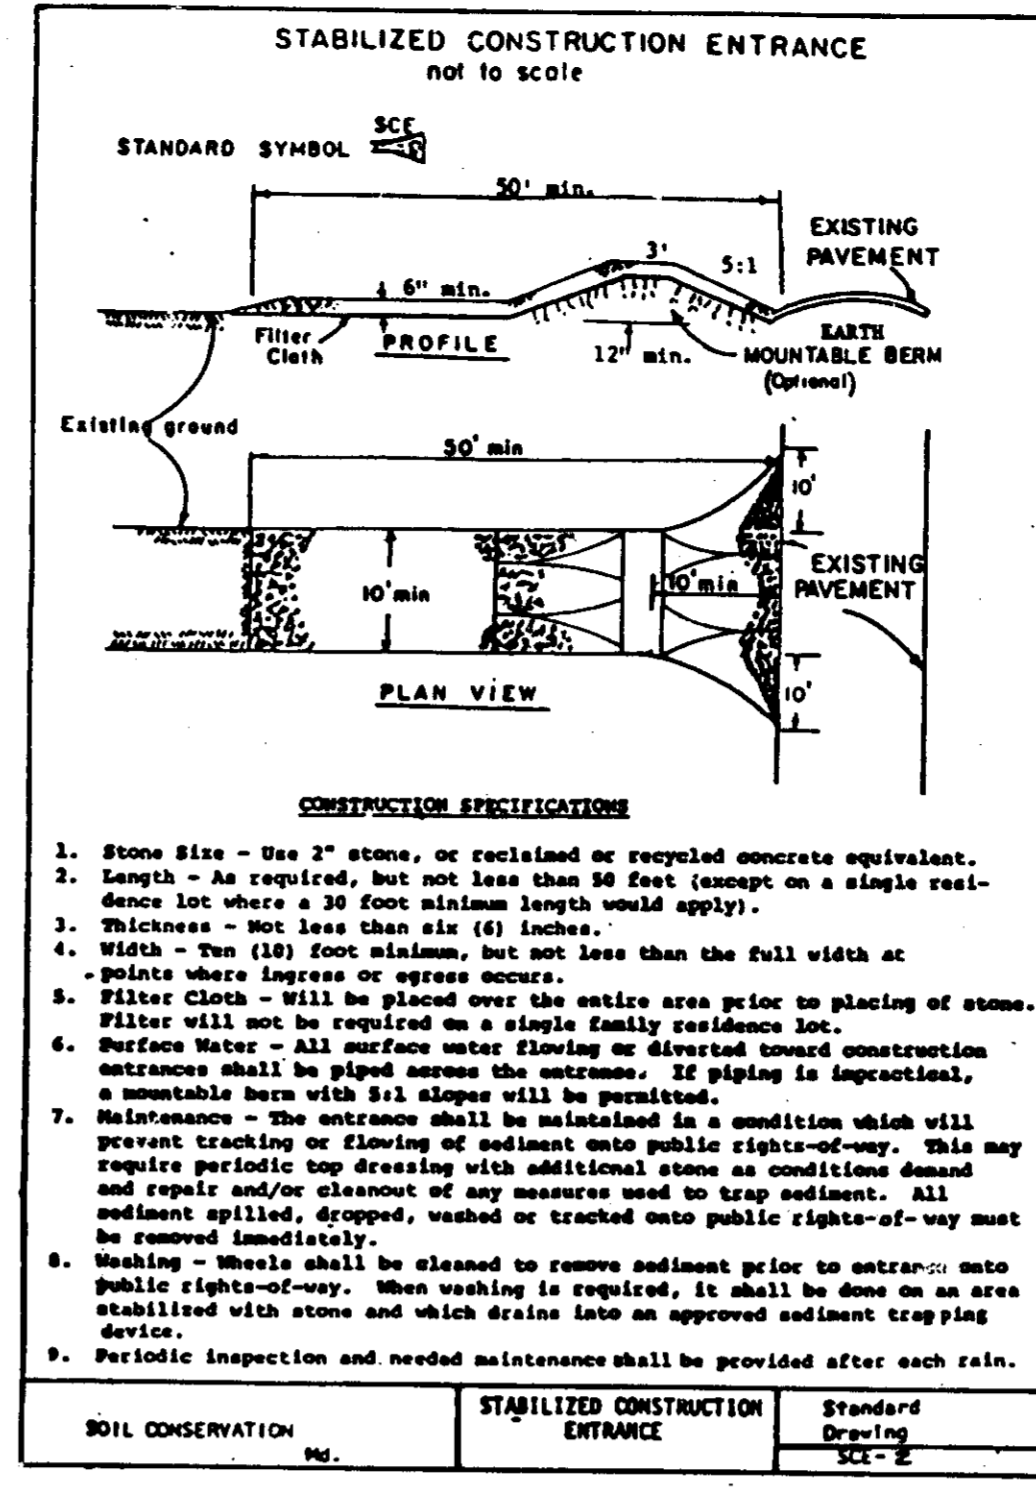 STABILIZED CONSTRUCTION ENTRANCE
not to scale
SCE
STANDARD SYMBOL
50' min.
EXISTING
PAVEMENT
3'
5:1
6" min.
Filter
Cloth
PROFILE
12" min.
EARTH
MOUNTABLE BERM
(Optional)
Existing ground
50' min
10'
10' min
10' min
EXISTING
PAVEMENT
10'
PLAN VIEW
CONSTRUCTION SPECIFICATIONS
1. Stone Size - Use 2" stone, or reclaimed or recycled concrete equivalent.
2. Length - As required, but not less than 50 feet (except on a single resi-
dence lot where a 30 foot minimum length would apply).
3. Thickness - Not less than six (6) inches.
4. Width - Ten (10) foot minimum, but not less than the full width at
points where ingress or egress occurs.
5. Filter Cloth - Will be placed over the entire area prior to placing of stone.
Filter will not be required on a single family residence lot.
6. Surface Water - All surface water flowing or diverted toward construction
entrances shall be piped across the entrance. If piping is impractical,
a mountable berm with 5:1 slopes will be permitted.
7. Maintenance - The entrance shall be maintained in a condition which will
prevent tracking or flowing of sediment onto public rights-of-way. This may
require periodic top dressing with additional stone as conditions demand
and repair and/or cleanout of any measures used to trap sediment. All
sediment spilled, dropped, washed or tracked onto public rights-of-way must
be removed immediately.
8. Washing - Wheels shall be cleaned to remove sediment prior to entrance onto
public rights-of-way. When washing is required, it shall be done on an area
stabilized with stone and which drains into an approved sediment trapping
device.
9. Periodic inspection and needed maintenance shall be provided after each rain.
SOIL CONSERVATION
Md.
STABILIZED CONSTRUCTION
ENTRANCE
Standard
Drawing
SCE-2